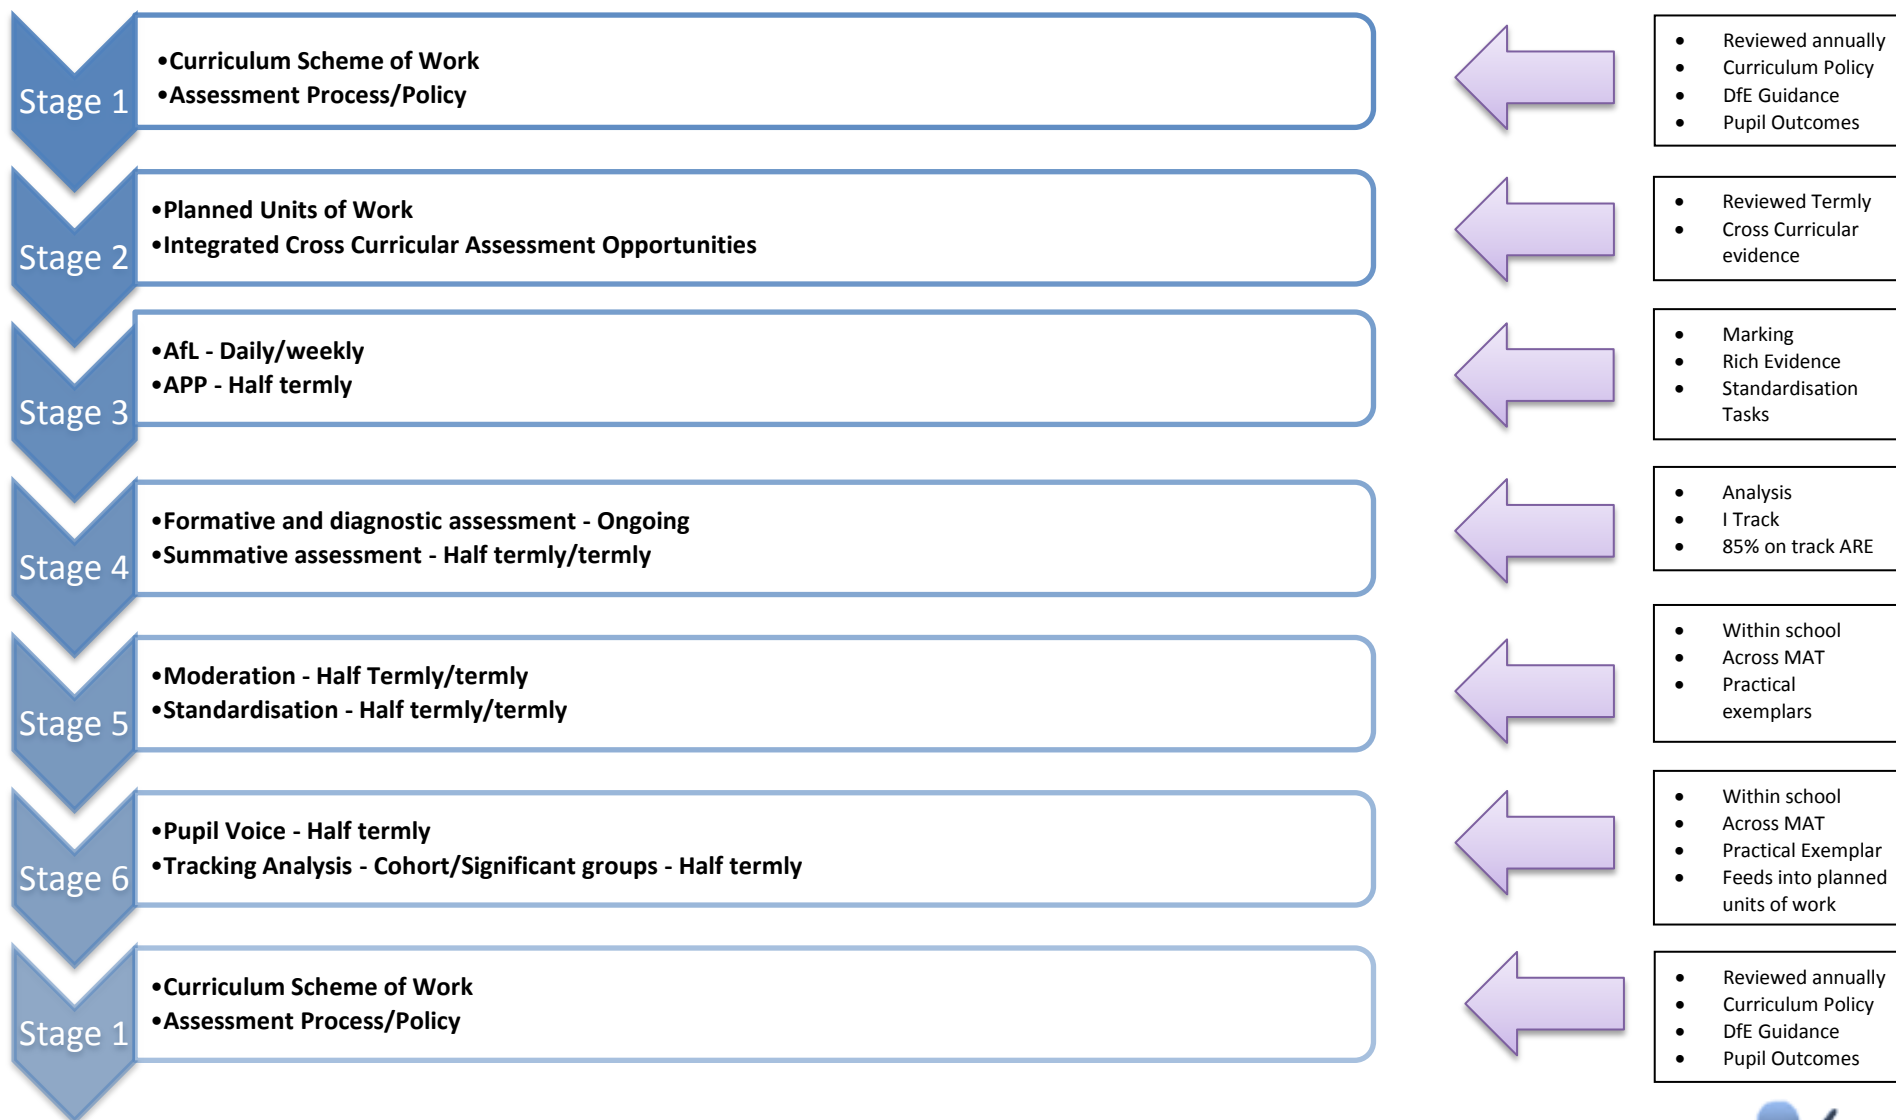 Stage 1
•Curriculum Scheme of Work
•Assessment Process/Policy
• Reviewed annually
• Curriculum Policy
• DfE Guidance
• Pupil Outcomes
Stage 2
•Planned Units of Work
•Integrated Cross Curricular Assessment Opportunities
• Reviewed Termly
• Cross Curricular
evidence
Stage 3
•AfL - Daily/weekly
•APP - Half termly
• Marking
• Rich Evidence
• Standardisation
Tasks
Stage 4
•Formative and diagnostic assessment - Ongoing
•Summative assessment - Half termly/termly
• Analysis
• I Track
• 85% on track ARE
Stage 5
•Moderation - Half Termly/termly
•Standardisation - Half termly/termly
• Within school
• Across MAT
• Practical
exemplars
Stage 6
•Pupil Voice - Half termly
•Tracking Analysis - Cohort/Significant groups - Half termly
• Within school
• Across MAT
• Practical Exemplar
• Feeds into planned
units of work
Stage 1
•Curriculum Scheme of Work
•Assessment Process/Policy
• Reviewed annually
• Curriculum Policy
• DfE Guidance
• Pupil Outcomes